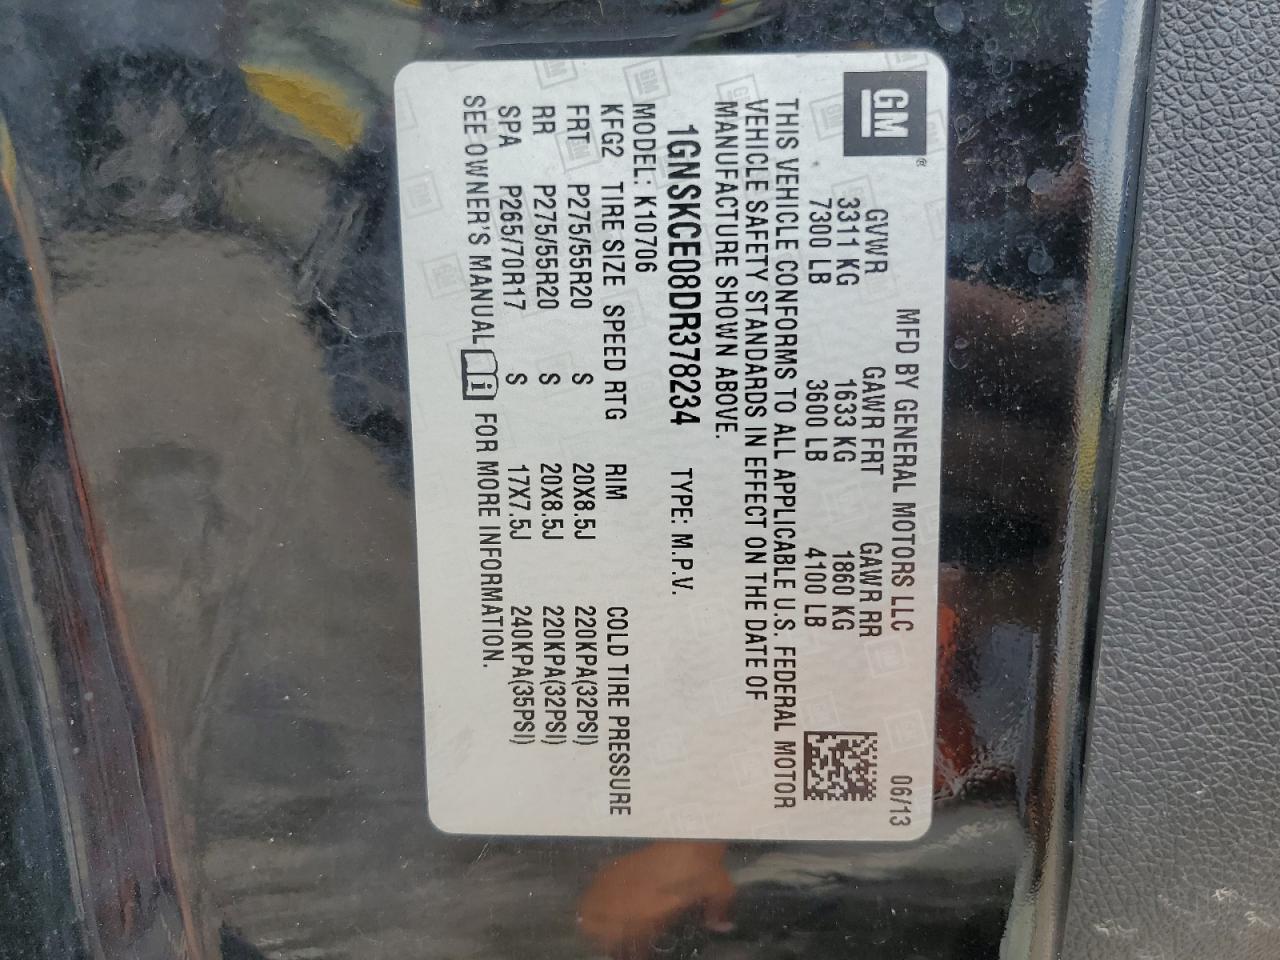 GM®
MFD BY GENERAL MOTORS LLC 06/13
GVWR GAWR FRT GAWR RR
3311 KG 1633 KG 1860 KG
7300 LB 3600 LB 4100 LB
THIS VEHICLE CONFORMS TO ALL APPLICABLE U.S. FEDERAL MOTOR
VEHICLE SAFETY STANDARDS IN EFFECT ON THE DATE OF
MANUFACTURE SHOWN ABOVE.
1GNSKCE08DR378234 TYPE: M.P.V.
MODEL: K10706
KFG2 TIRE SIZE SPEED RTG RIM COLD TIRE PRESSURE
FRT P275/55R20 S 20X8.5J 220KPA(32PSI)
RR P275/55R20 S 20X8.5J 220KPA(32PSI)
SPA P265/70R17 S 17X7.5J 240KPA(35PSI)
SEE OWNER'S MANUAL i FOR MORE INFORMATION.